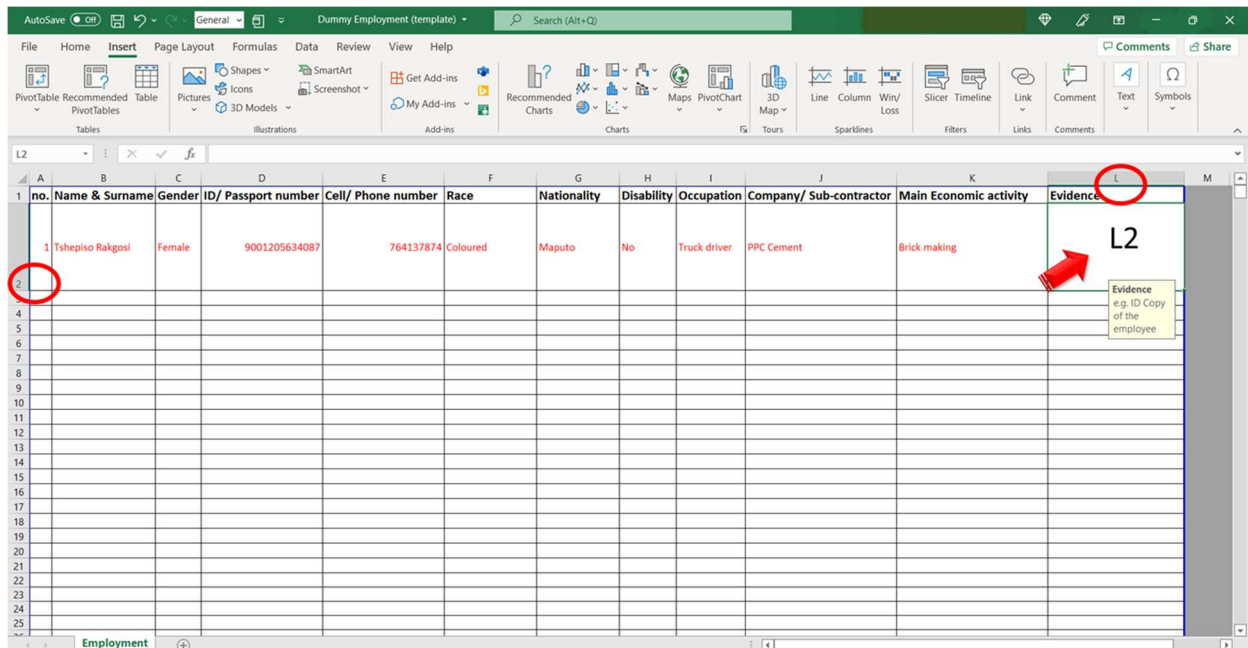 AutoSave Off General Dummy Employment (template) Search (Alt+Q)
File Home Insert Page Layout Formulas Data Review View Help Comments Share
PivotTable Recommended PivotTables Table Pictures Shapes Icons 3D Models SmartArt Screenshot Get Add-ins My Add-ins Recommended Charts Maps PivotChart 3D Map Line Column Win/Loss Slicer Timeline Link Comment Text Symbols
Tables Illustrations Add-ins Charts Tours Sparklines Filters Links Comments
L2 fx
A B C D E F G H I J K L M
1 no. Name & Surname Gender ID/ Passport number Cell/ Phone number Race Nationality Disability Occupation Company/ Sub-contractor Main Economic activity Evidence
2 1 Tshepiso Rakgosi Female 9001205634087 764137874 Coloured Maputo No Truck driver PPC Cement Brick making L2
Evidence
e.g. ID Copy
of the
employee
3
4
5
6
7
8
9
10
11
12
13
14
15
16
17
18
19
20
21
22
23
24
25
Employment